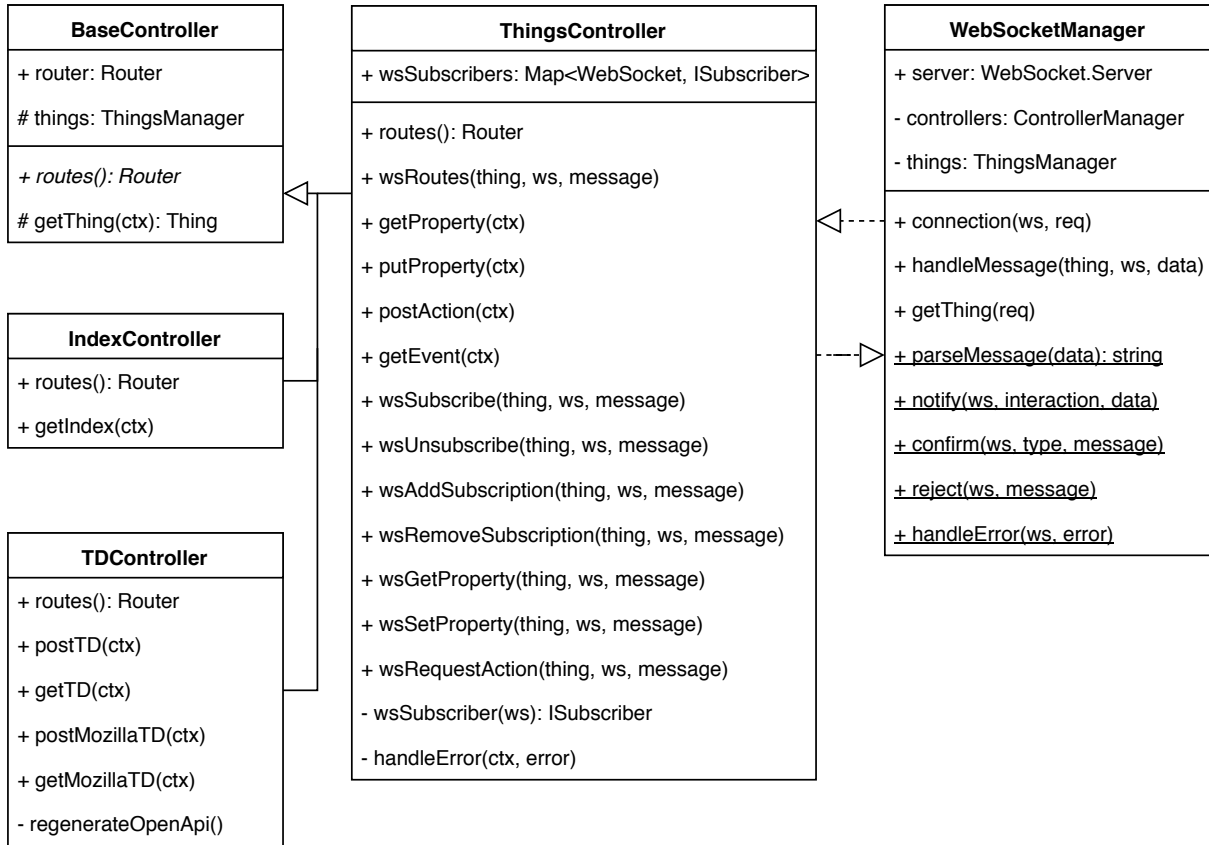 BaseController
+ router: Router
# things: ThingsManager
+ routes(): Router
# getThing(ctx): Thing
IndexController
+ routes(): Router
+ getIndex(ctx)
TDController
+ routes(): Router
+ postTD(ctx)
+ getTD(ctx)
+ postMozillaTD(ctx)
+ getMozillaTD(ctx)
- regenerateOpenApi()
ThingsController
+ wsSubscribers: Map<WebSocket, ISubscriber>
+ routes(): Router
+ wsRoutes(thing, ws, message)
+ getProperty(ctx)
+ putProperty(ctx)
+ postAction(ctx)
+ getEvent(ctx)
+ wsSubscribe(thing, ws, message)
+ wsUnsubscribe(thing, ws, message)
+ wsAddSubscription(thing, ws, message)
+ wsRemoveSubscription(thing, ws, message)
+ wsGetProperty(thing, ws, message)
+ wsSetProperty(thing, ws, message)
+ wsRequestAction(thing, ws, message)
- wsSubscriber(ws): ISubscriber
- handleError(ctx, error)
WebSocketManager
+ server: WebSocket.Server
- controllers: ControllerManager
- things: ThingsManager
+ connection(ws, req)
+ handleMessage(thing, ws, data)
+ getThing(req)
+ parseMessage(data): string
+ notify(ws, interaction, data)
+ confirm(ws, type, message)
+ reject(ws, message)
+ handleError(ws, error)